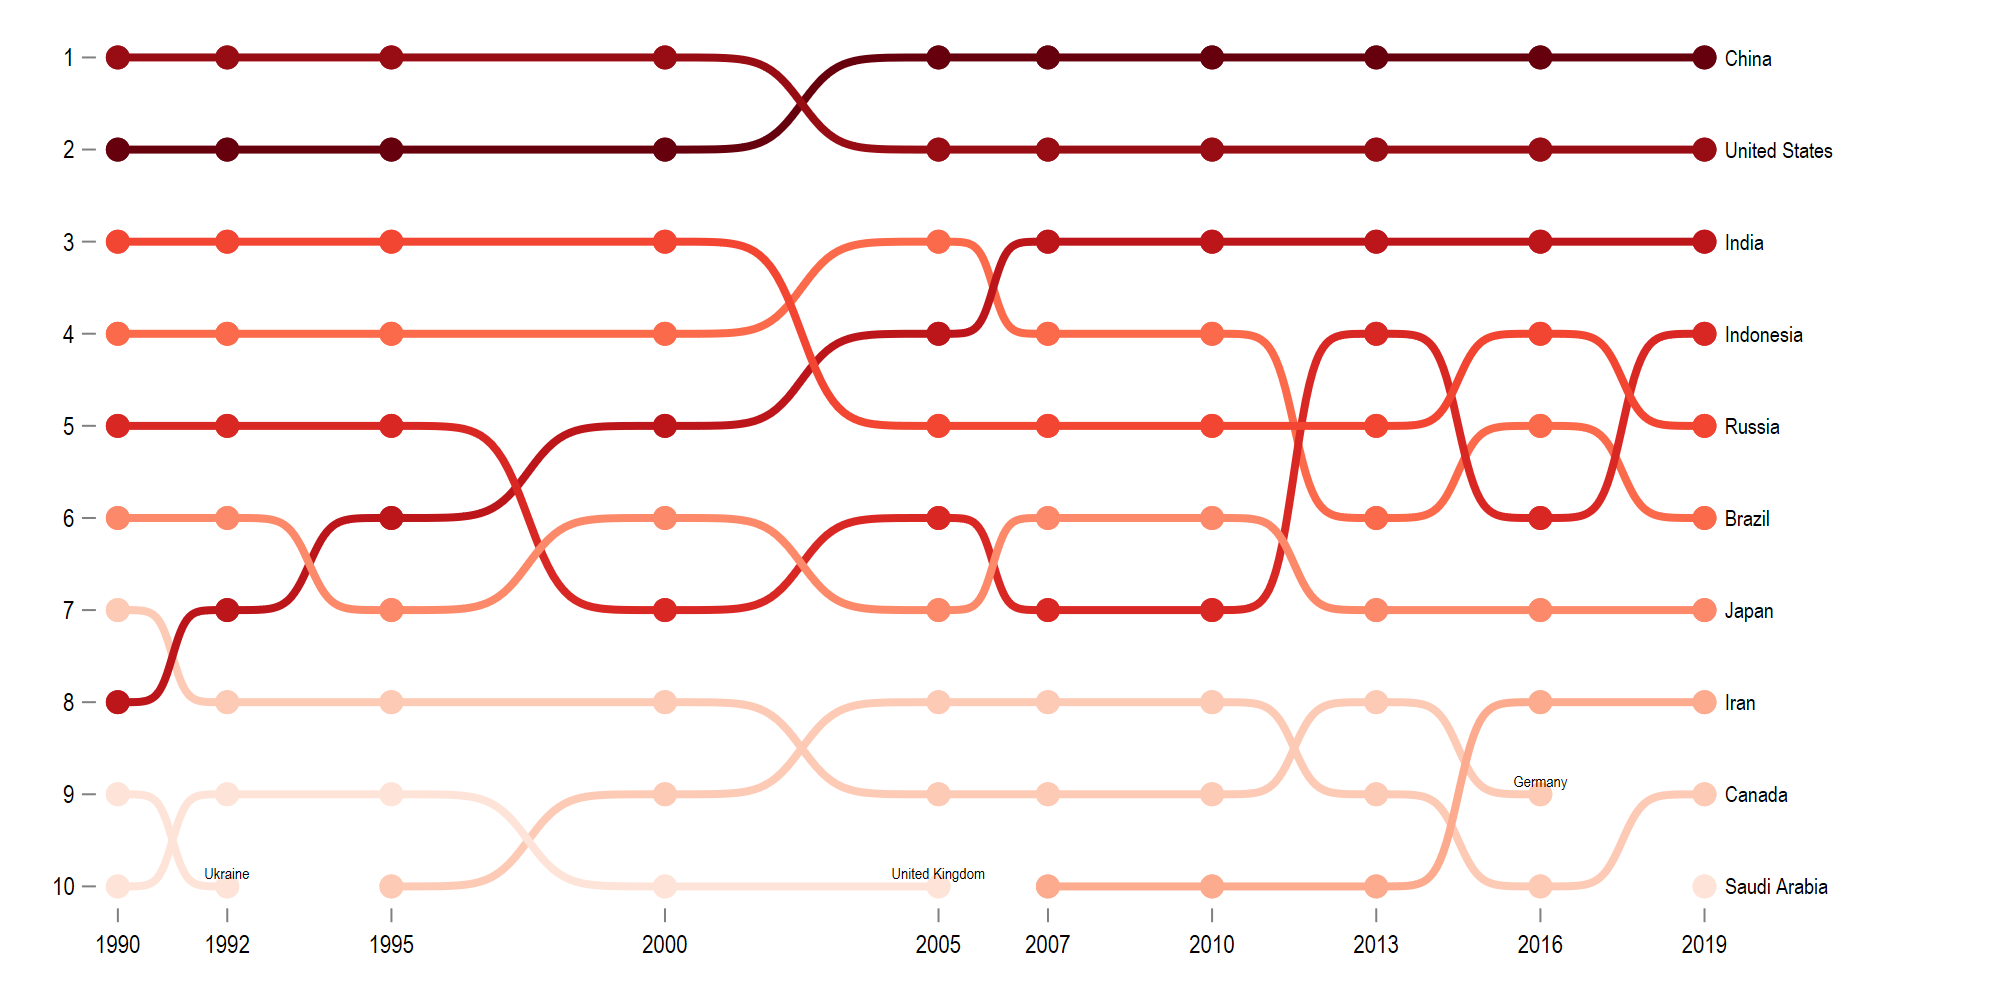 1
China
2
United States
3
India
4
Indonesia
5
Russia
6
Brazil
7
Japan
8
Iran
Germany
9
Canada
Ukraine
United Kingdom
10
Saudi Arabia
1990 1992 1995 2000 2005 2007 2010 2013 2016 2019